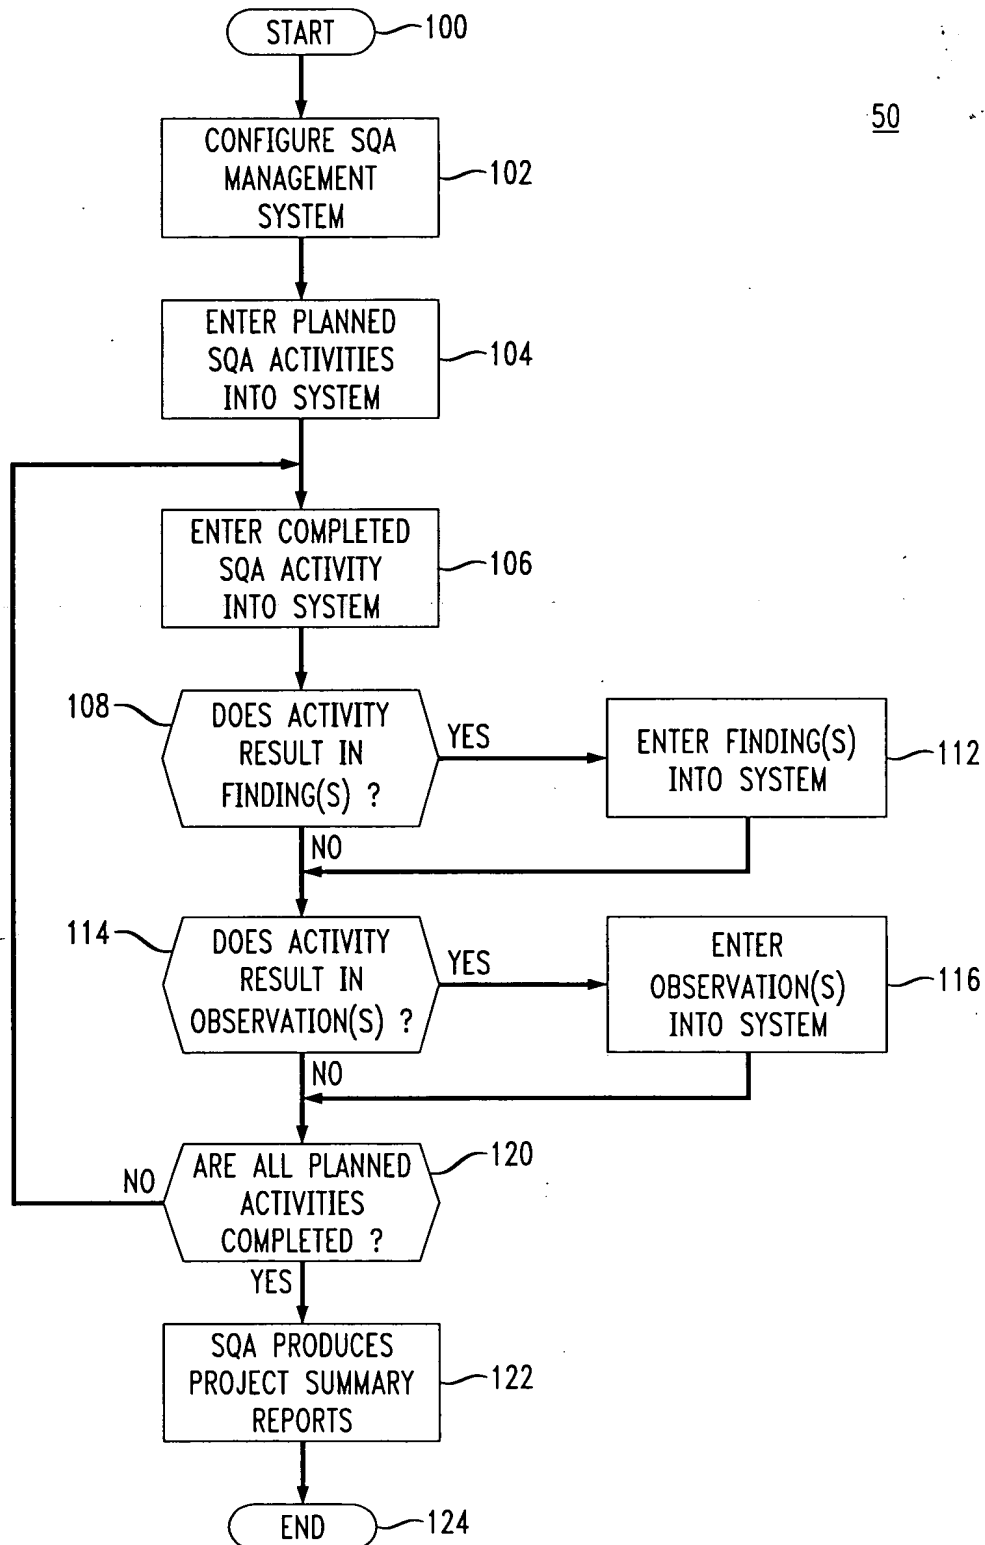 START
100
50
CONFIGURE SQA
MANAGEMENT
SYSTEM
102
ENTER PLANNED
SQA ACTIVITIES
INTO SYSTEM
104
ENTER COMPLETED
SQA ACTIVITY
INTO SYSTEM
106
108
DOES ACTIVITY
RESULT IN
FINDING(S) ?
YES
ENTER FINDING(S)
INTO SYSTEM
112
NO
114
DOES ACTIVITY
RESULT IN
OBSERVATION(S) ?
YES
ENTER
OBSERVATION(S)
INTO SYSTEM
116
NO
ARE ALL PLANNED
ACTIVITIES
COMPLETED ?
120
NO
YES
SQA PRODUCES
PROJECT SUMMARY
REPORTS
122
END
124